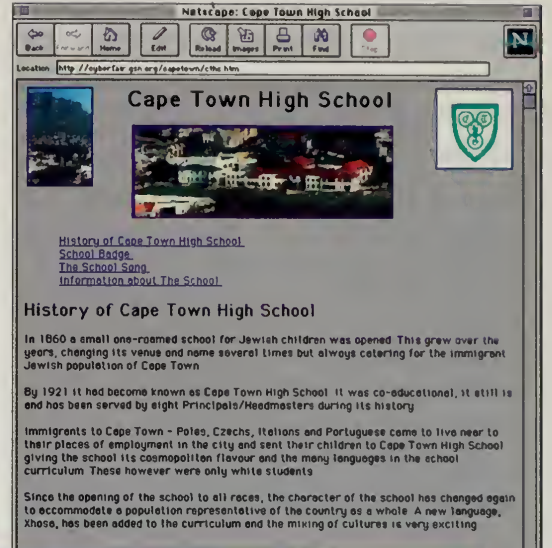 Netscape: Cape Town High School
Back Forward Home Edit Reload Images Print Find Stop
N
Location: http://cyberfair.gsn.org/capetown/cths.htm
Cape Town High School
History of Cape Town High School
School Badge
The School Song
Information about The School
History of Cape Town High School
In 1860 a small one-roamed school for Jewish children was opened This grew over the
years, changing its venue and name several times but always catering for the immigrant
Jewish population of Cape Town
By 1921 it had become known as Cape Town High School It was co-educational, it still is
and has been served by eight Principals/Headmasters during its history
Immigrants to Cape Town - Poles, Czechs, Italians and Portuguese came to live near to
their places of employment in the city and sent their children to Cape Town High School
giving the school its cosmopolitan flavour and the many languages in the school
curriculum These however were only white students
Since the opening of the school to all races, the character of the school has changed again
to accommodate a population representative of the country as a whole A new language,
Xhosa, has been added to the curriculum and the mixing of cultures is very exciting